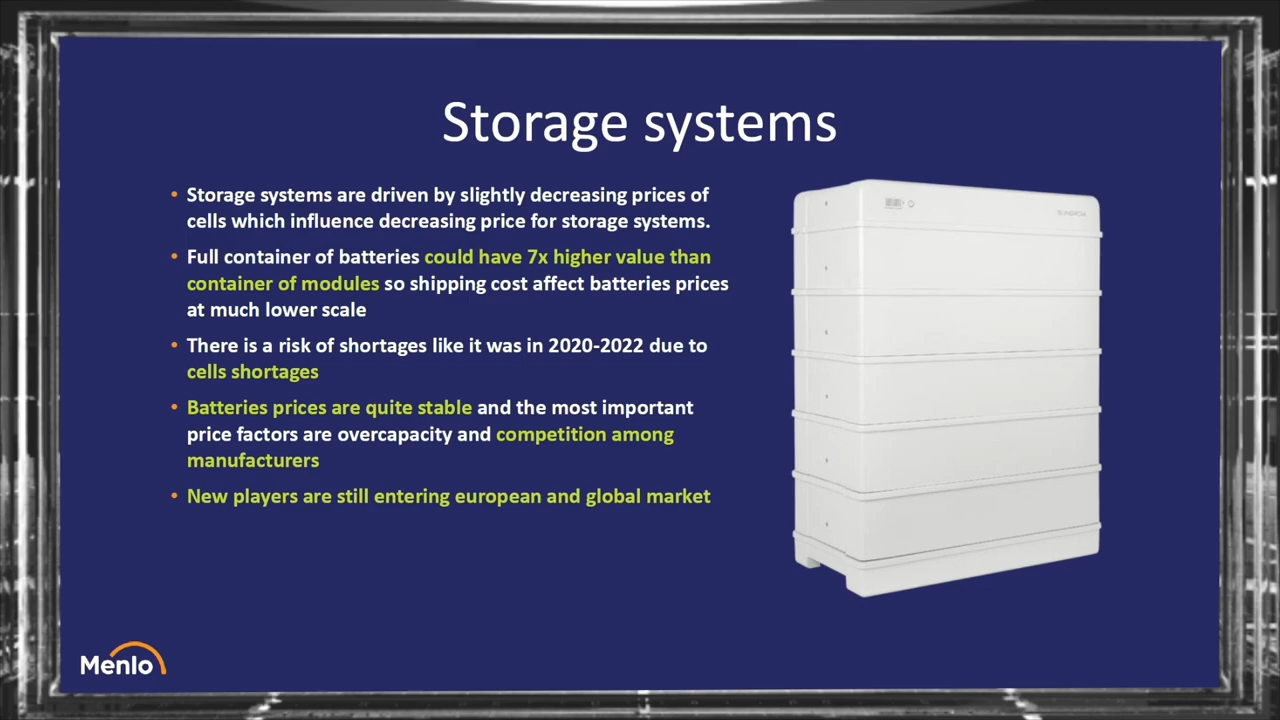 Storage systems
• Storage systems are driven by slightly decreasing prices of
cells which influence decreasing price for storage systems.
• Full container of batteries could have 7x higher value than
container of modules so shipping cost affect batteries prices
at much lower scale
• There is a risk of shortages like it was in 2020-2022 due to
cells shortages
• Batteries prices are quite stable and the most important
price factors are overcapacity and competition among
manufacturers
• New players are still entering european and global market
SUNGROW
Menlo